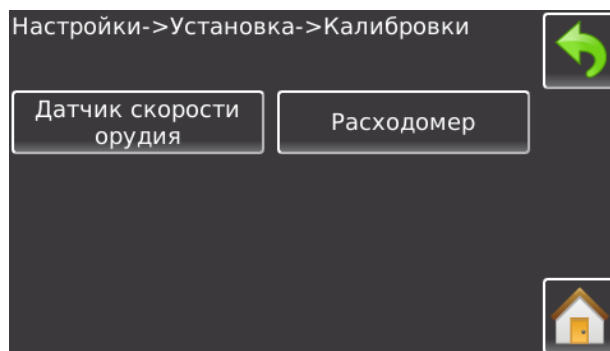 Настройки->Установка->Калибровки
Датчик скорости
орудия
Расходомер